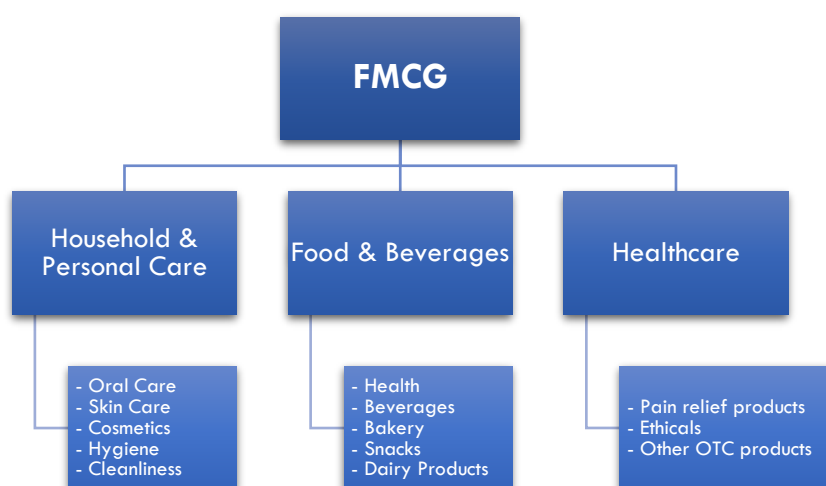 FMCG
Household &
Personal Care
Food & Beverages
Healthcare
- Oral Care
- Skin Care
- Cosmetics
- Hygiene
- Cleanliness
- Health
- Beverages
- Bakery
- Snacks
- Dairy Products
- Pain relief products
- Ethicals
- Other OTC products